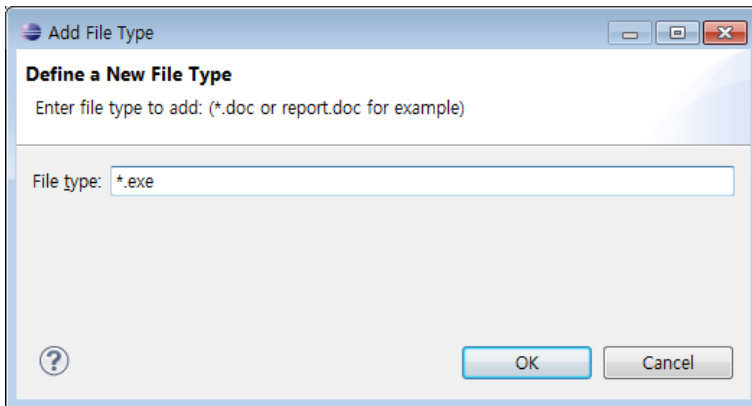 Add File Type
Define a New File Type
Enter file type to add: (*.doc or report.doc for example)
File type: *.exe
?
OK Cancel